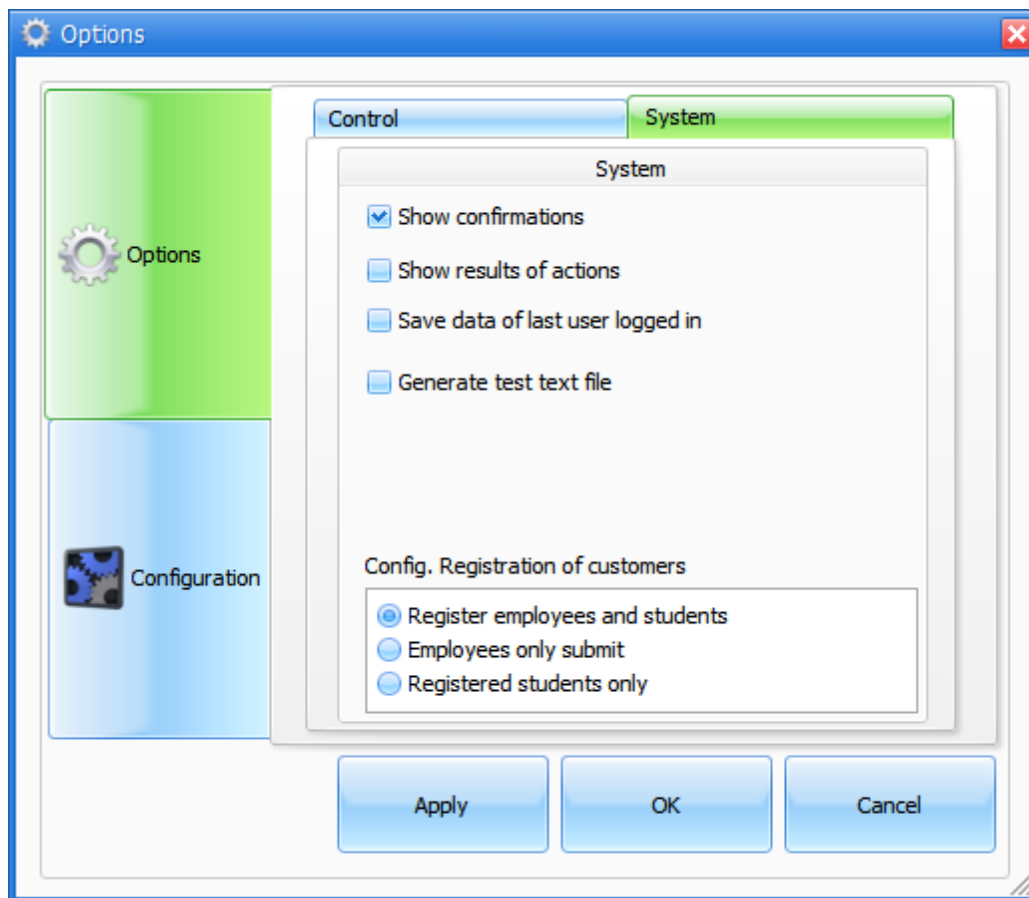 Options
Control
System
System
Show confirmations
Options
Show results of actions
Save data of last user logged in
Generate test text file
Configuration
Config. Registration of customers
Register employees and students
Employees only submit
Registered students only
Apply
OK
Cancel